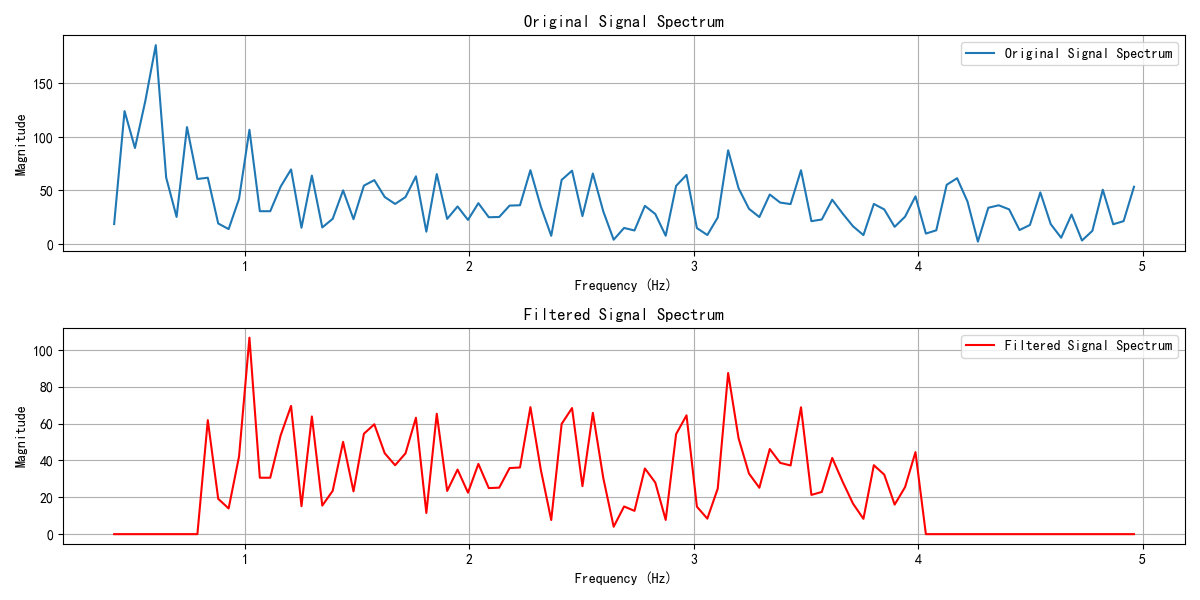 Original Signal Spectrum
Original Signal Spectrum
Magnitude
150
100
50
0
1 2 3 4 5
Frequency (Hz)
Filtered Signal Spectrum
Filtered Signal Spectrum
Magnitude
100
80
60
40
20
0
1 2 3 4 5
Frequency (Hz)